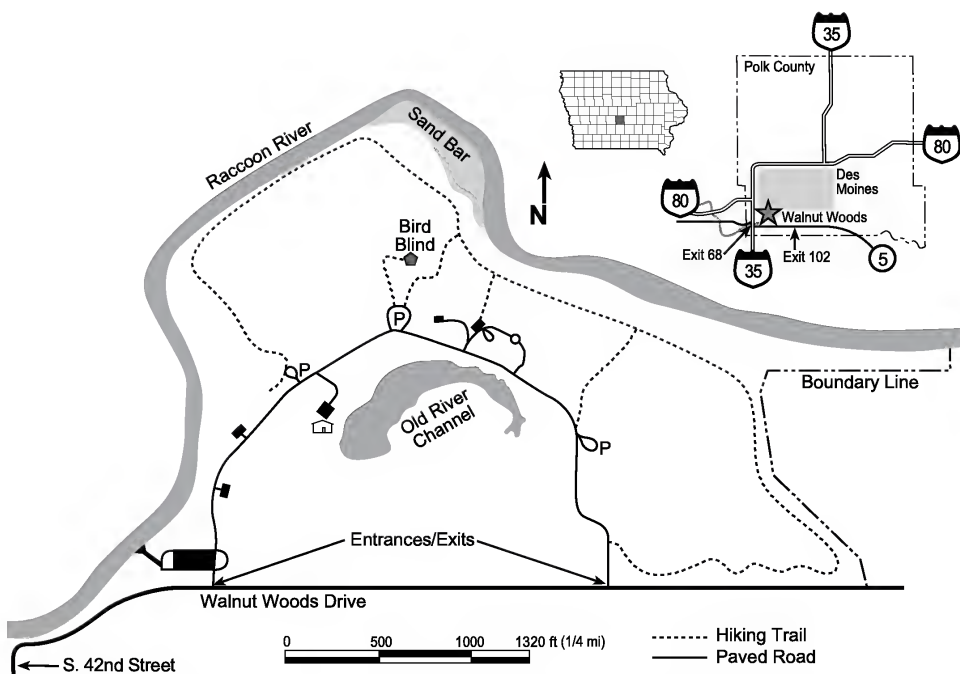 35
Polk County
80
Des
Moines
80
Walnut Woods
Exit 68
Exit 102
5
35
Raccoon River
Sand Bar
N
Bird
Blind
P
P
Old River
Channel
P
Boundary Line
Entrances/Exits
Walnut Woods Drive
S. 42nd Street
0 500 1000 1320 ft (1/4 mi)
Hiking Trail
Paved Road